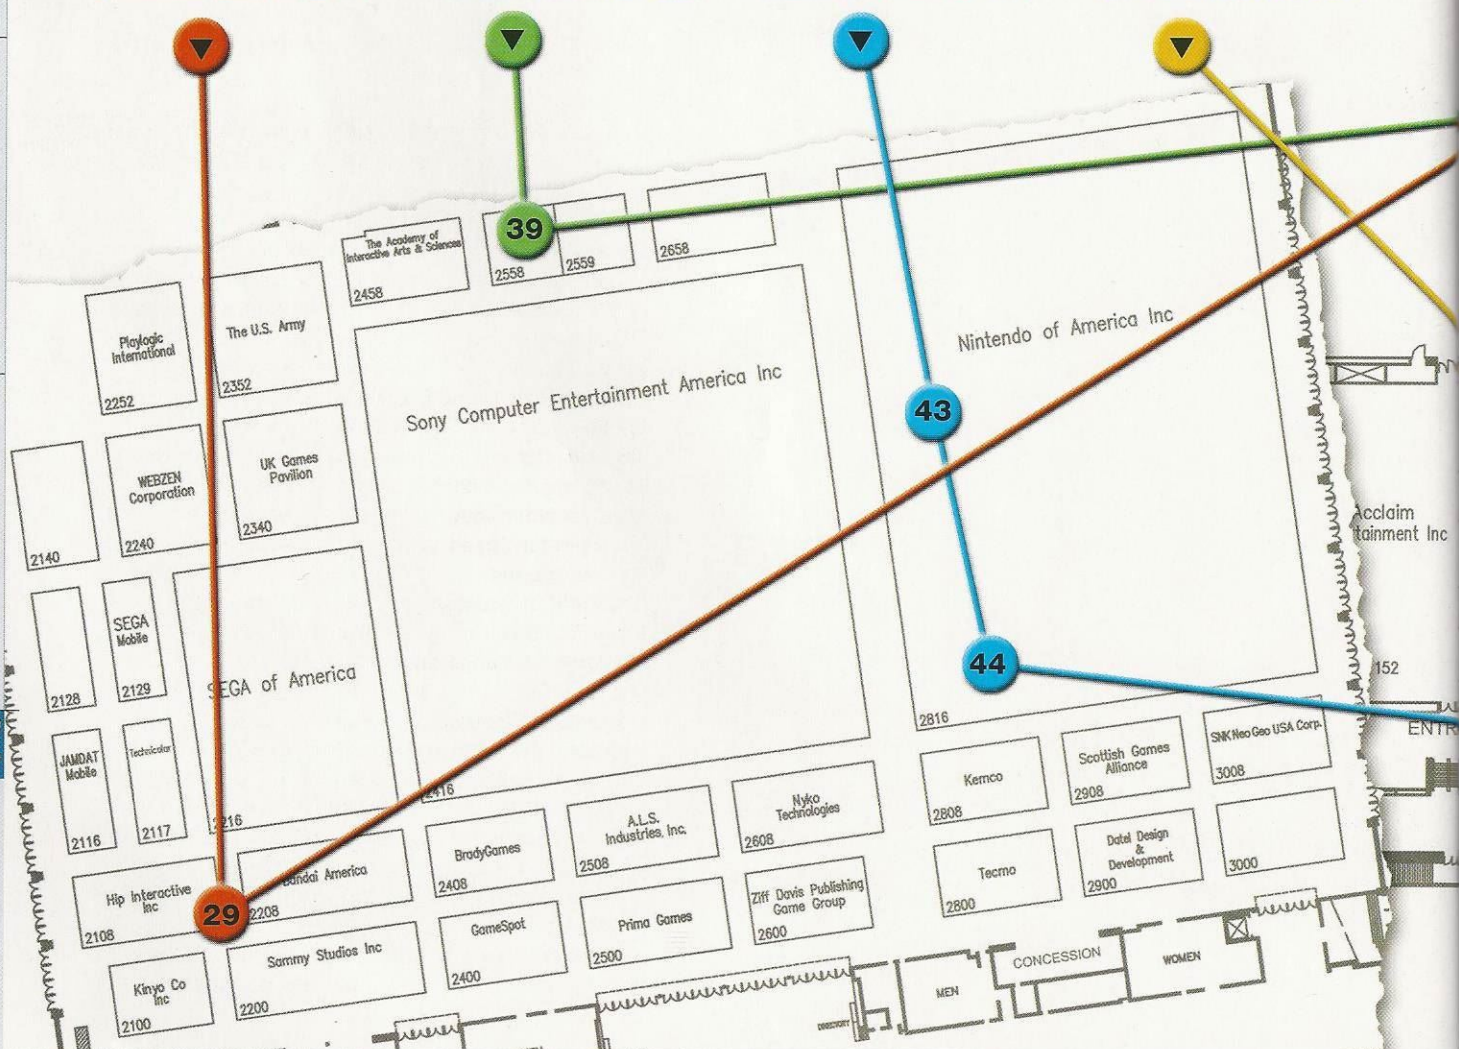 39
The Academy of
Interactive Arts & Sciences
2458
2558
2559
2658
Playlogic
International
2252
The U.S. Army
2352
Sony Computer Entertainment America Inc
2416
Nintendo of America Inc
2816
43
44
2140
WEBZEN
Corporation
2240
UK Games
Pavilion
2340
Acclaim
tainment Inc
152
ENTR
2128
SEGA
Mobile
2129
SEGA of America
2216
JAMDAT
Mobile
2116
Technicolor
2117
Hip Interactive
Inc
2108
29
Bandai America
2208
BradyGames
2408
A.L.S.
Industries, Inc.
2508
Nyko
Technologies
2608
Kemco
2808
Scottish Games
Alliance
2908
SNK Neo Geo USA Corp.
3008
Kinyo Co
Inc
2100
Sammy Studios Inc
2200
GameSpot
2400
Prima Games
2500
Ziff Davis Publishing
Game Group
2600
Tecmo
2800
Datel Design
&
Development
2900
3000
MEN
CONCESSION
WOMEN
DIRECTORY